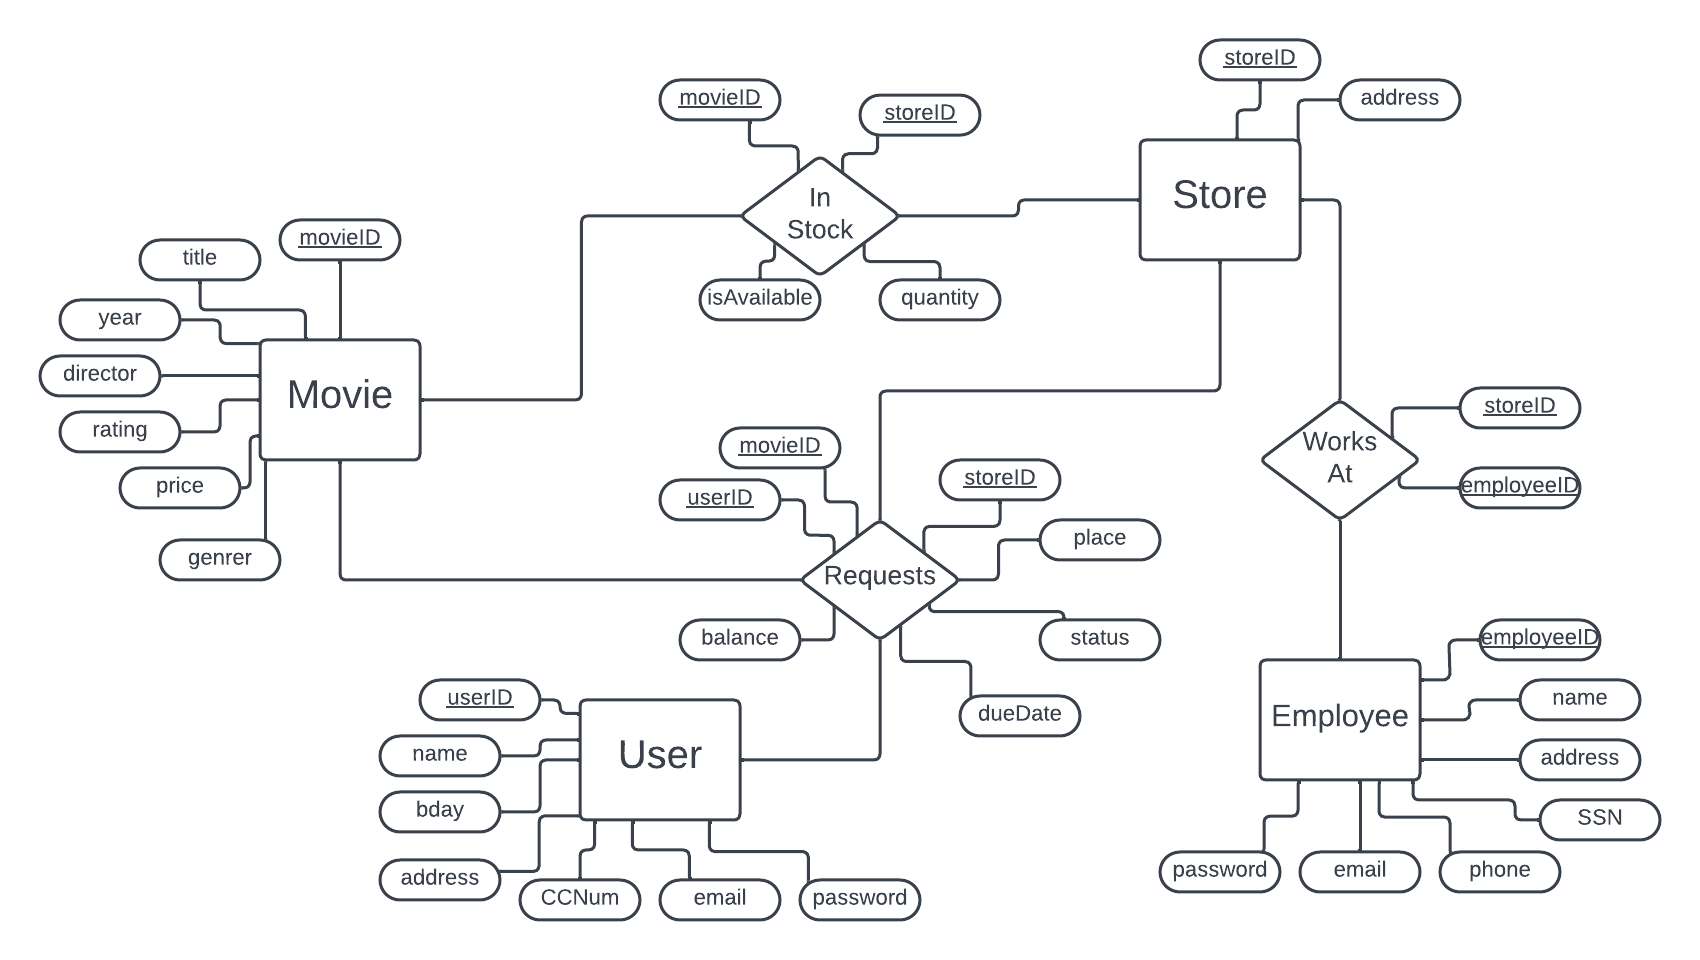 storeID
address
movieID
storeID
Store
In
Stock
isAvailable
quantity
movieID
title
year
director
rating
price
genrer
Movie
movieID
userID
storeID
place
Requests
balance
status
dueDate
storeID
employeeID
Works
At
userID
name
bday
address
CCNum
email
password
User
employeeID
name
address
SSN
Employee
password
email
phone